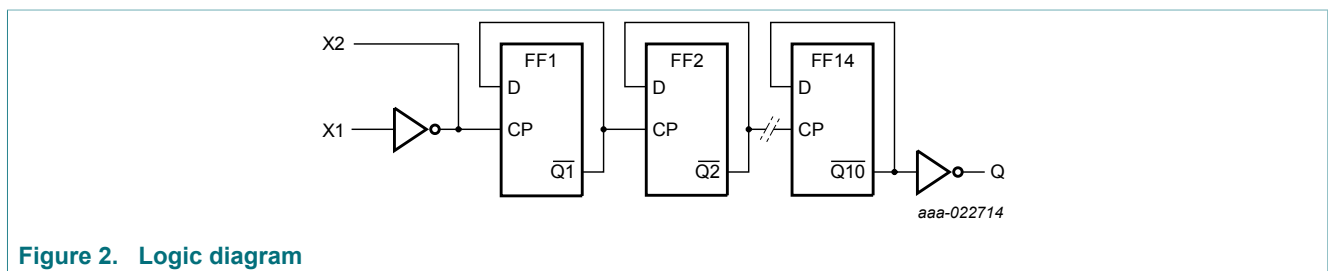 X2
FF1
FF2
FF14
D
D
D
X1
CP
CP
CP
Q1
Q2
Q10
Q
aaa-022714
Figure 2. Logic diagram